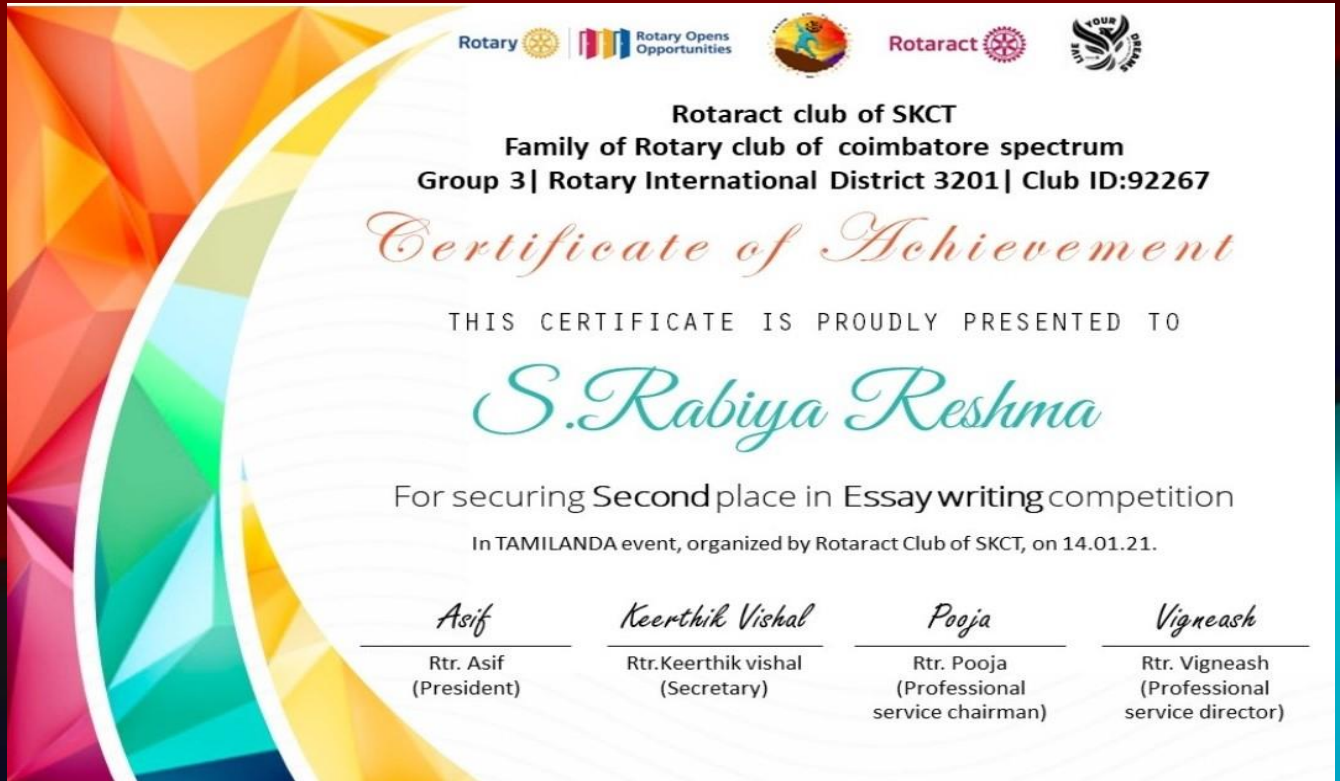 Rotary
Rotary Opens
Opportunities
Rotaract
LIVE YOUR DREAMS
Rotaract club of SKCT
Family of Rotary club of coimbatore spectrum
Group 3| Rotary International District 3201| Club ID:92267
Certificate of Achievement
THIS CERTIFICATE IS PROUDLY PRESENTED TO
S.Rabiya Reshma
For securing Second place in Essay writing competition
In TAMILANDA event, organized by Rotaract Club of SKCT, on 14.01.21.
Asif Keerthik Vishal Pooja Vigneash
Rtr. Asif Rtr.Keerthik vishal Rtr. Pooja Rtr. Vigneash
(President) (Secretary) (Professional (Professional
service chairman) service director)